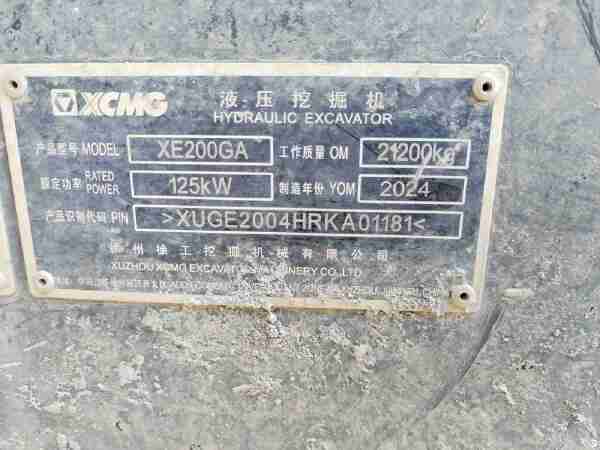 XCMG 液压挖掘机
HYDRAULIC EXCAVATOR
产品型号 MODEL XE200GA 工作质量 OM 21200kg
额定功率 RATED POWER 125kW 制造年份 YOM 2024
产品识别代码 PIN >XUGE2004HRKA01181<
州徐工挖掘机械有限公司
XUZHOU XCMG EXCAVATOR MACHINERY CO.,LTD